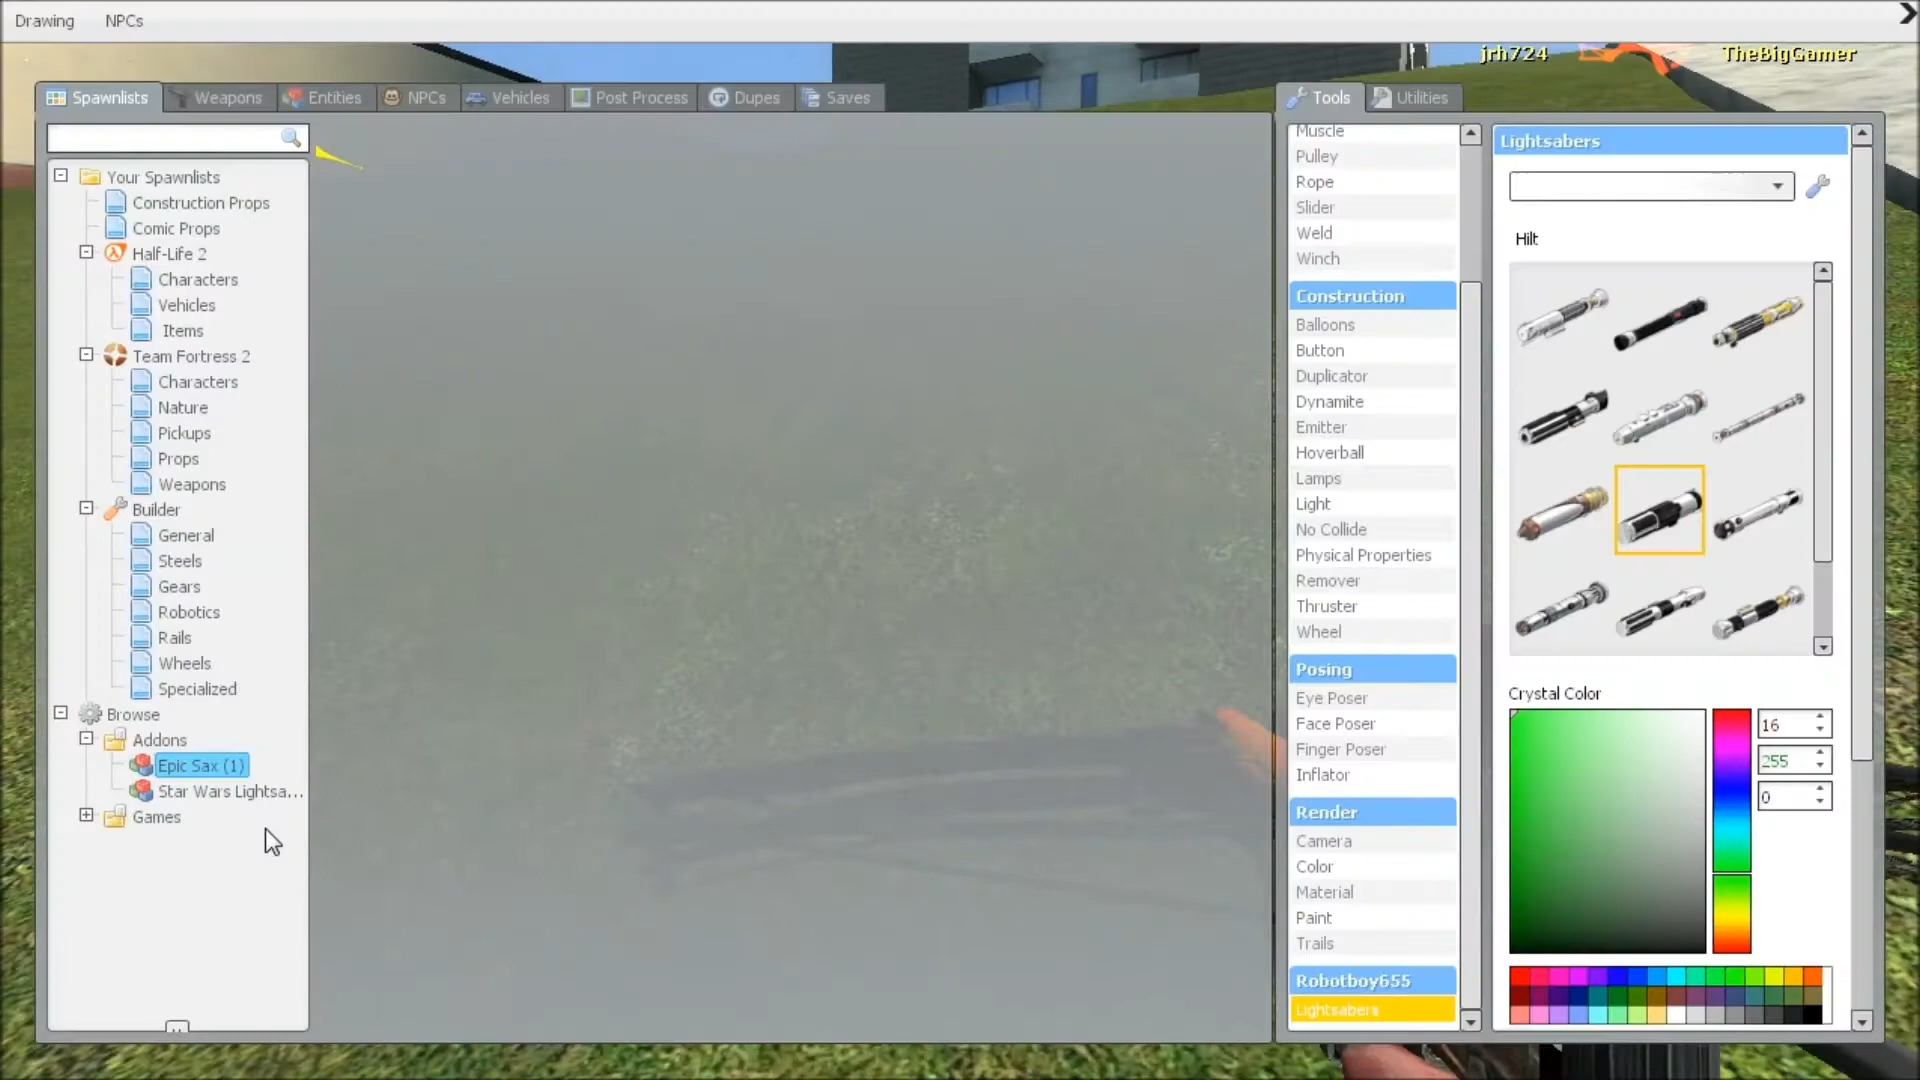 Drawing NPCs
jrh724 TheBigGamer
Spawnlists Weapons Entities NPCs Vehicles Post Process Dupes Saves
Your Spawnlists
Construction Props
Comic Props
Half-Life 2
Characters
Vehicles
Items
Team Fortress 2
Characters
Nature
Pickups
Props
Weapons
Builder
General
Steels
Gears
Robotics
Rails
Wheels
Specialized
Browse
Addons
Epic Sax (1)
Star Wars Lightsa...
Games
Tools Utilities
Muscle
Pulley
Rope
Slider
Weld
Winch
Construction
Balloons
Button
Duplicator
Dynamite
Emitter
Hoverball
Lamps
Light
No Collide
Physical Properties
Remover
Thruster
Wheel
Posing
Eye Poser
Face Poser
Finger Poser
Inflator
Render
Camera
Color
Material
Paint
Trails
Robotboy655
Lightsabers
Lightsabers
Hilt
Crystal Color
16
255
0